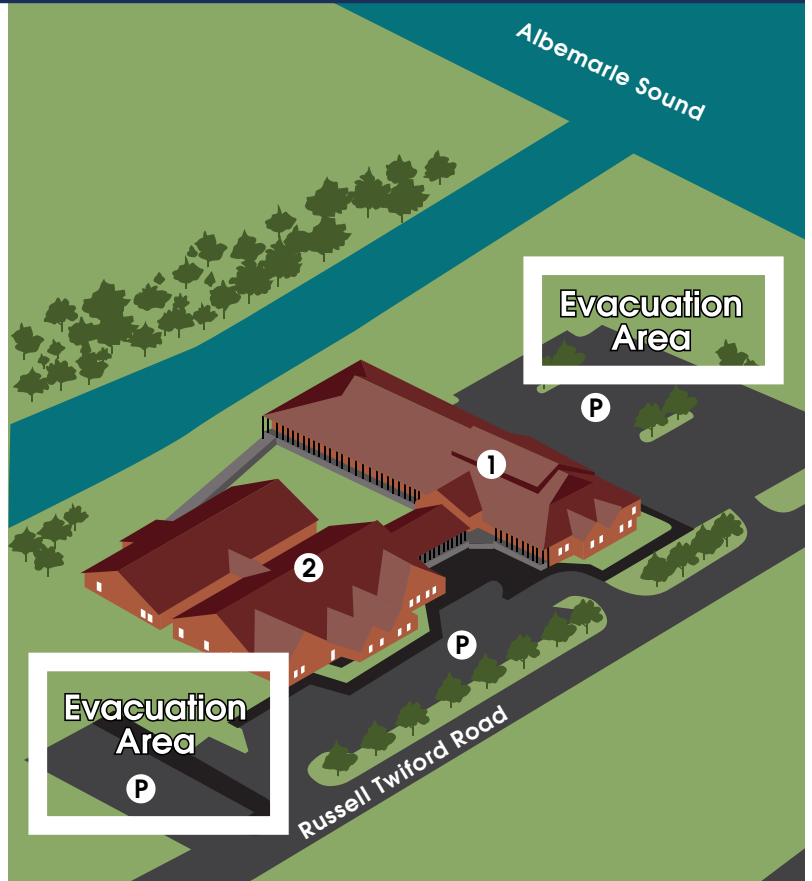 Albemarle Sound
Evacuation
Area
P
1
2
P
Evacuation
Area
P
Russell Twiford Road